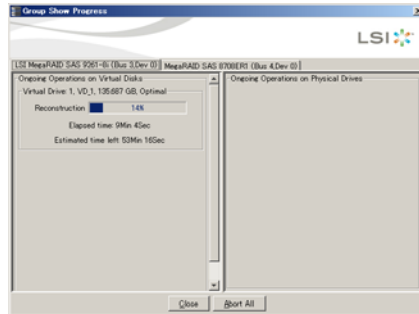 Group Show Progress
LSI
LSI MegaRAID SAS 9261-8i (Bus 3,Dev 0)
MegaRAID SAS 8708ER1 (Bus 4,Dev 0)
Ongoing Operations on Virtual Disks
Virtual Drive: 1, VD_1, 135.687 GB, Optimal
Reconstruction 14%
Elapsed time: 9Min 4Sec
Estimated time left: 53Min 16Sec
Ongoing Operations on Physical Drives
Close
Abort All